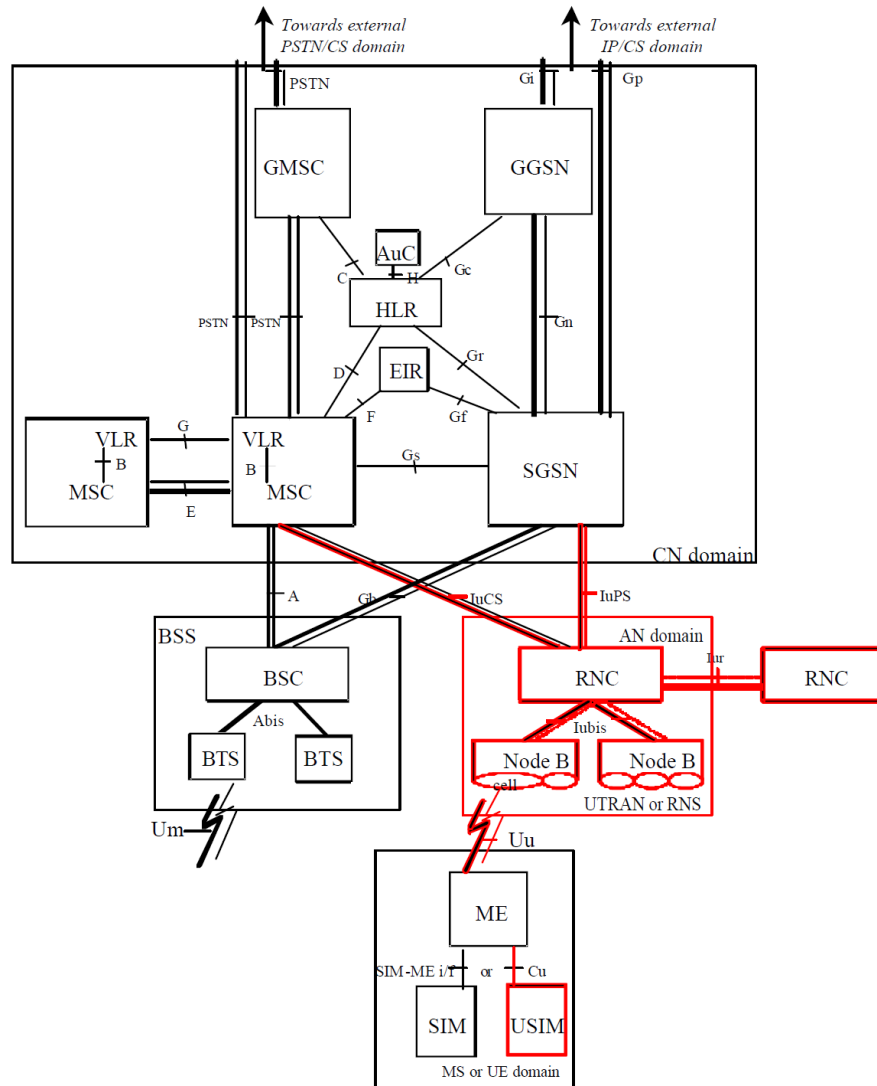 Towards external
PSTN/CS domain
Towards external
IP/CS domain
PSTN
Gi
Gp
GMSC
GGSN
AuC
C
H
Gc
HLR
PSTN
PSTN
Gn
D
EIR
Gr
F
Gf
VLR
G
VLR
B
B
Gs
SGSN
MSC
MSC
E
CN domain
A
Gb
IuCS
IuPS
BSS
AN domain
BSC
RNC
Iur
RNC
Abis
Iubis
BTS
BTS
Node B
Node B
cell
UTRAN or RNS
Um
Uu
ME
SIM-ME i/f
or
Cu
SIM
USIM
MS or UE domain